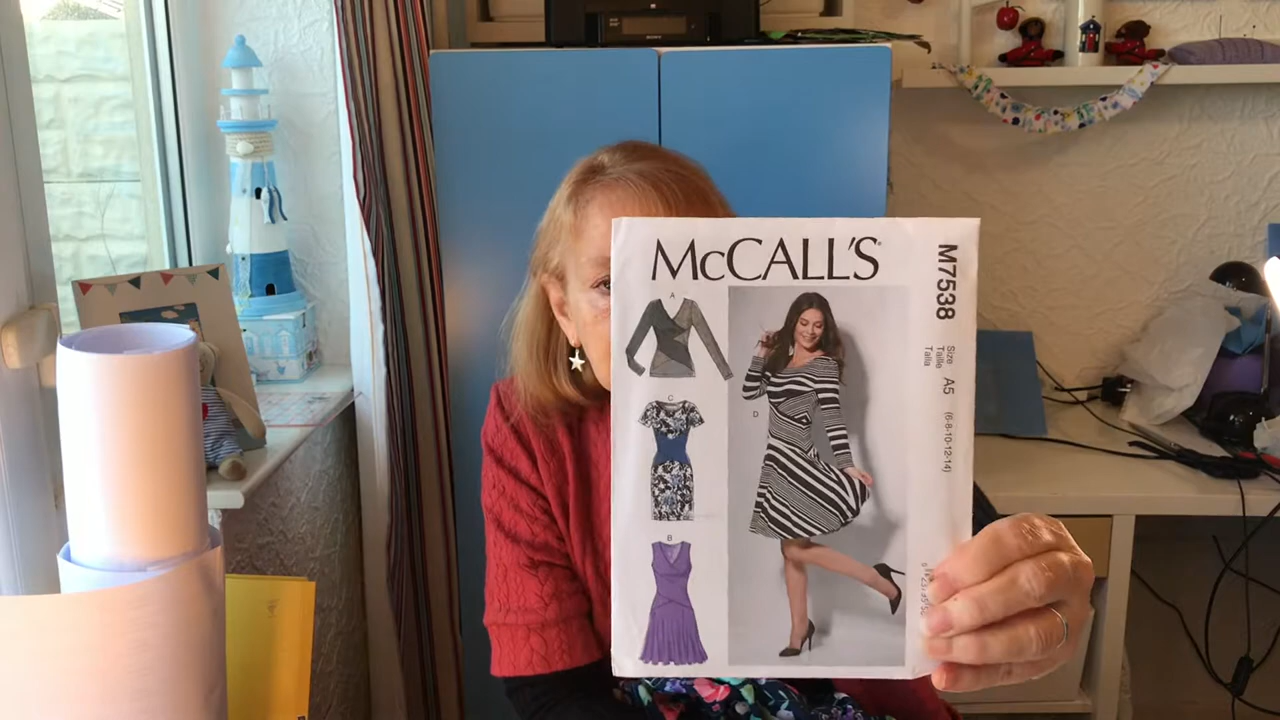 McCALL'S
M7538
Size
Taille
Talla
A5
(6-8-10-12-14)
A
C
B
D